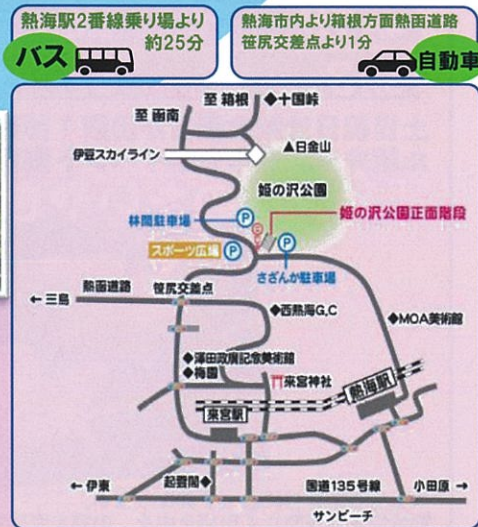 熱海駅2番線乗り場より
約25分
バス
熱海市内より箱根方面熱函道路
笹尻交差点より1分
自動車
至 箱根
◆十国峠
至 函南
▲日金山
伊豆スカイライン
姫の沢公園
林間駐車場
P
姫の沢公園正面階段
スポーツ広場
P
P
さざんか駐車場
熱函道路
笹尻交差点
← 三島
◆西熱海G.C
◆MOA美術館
◆澤田政廣記念美術館
◆梅園
来宮神社
熱海駅
来宮駅
← 伊東
起雲閣◆
国道135号線
小田原 →
サンビーチ